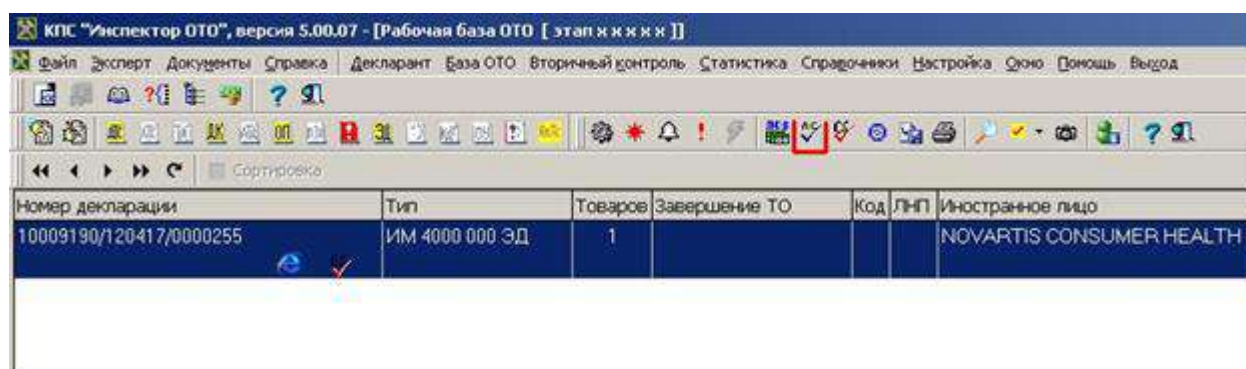 КПС "Инспектор ОТО", версия 5.00.07 - [Рабочая база ОТО [ этап ж ж ж ж ж ]]
Файл Эксперт Документы Справка Декларант База ОТО Вторичный контроль Статистика Справочники Настройка Окно Помощь Выход
Сортировка
Номер декларации Тип Товаров Завершение ТО Код ЛНП Иностранное лицо
10009190/120417/0000255 ИМ 4000 000 ЭД 1 NOVARTIS CONSUMER HEALTH